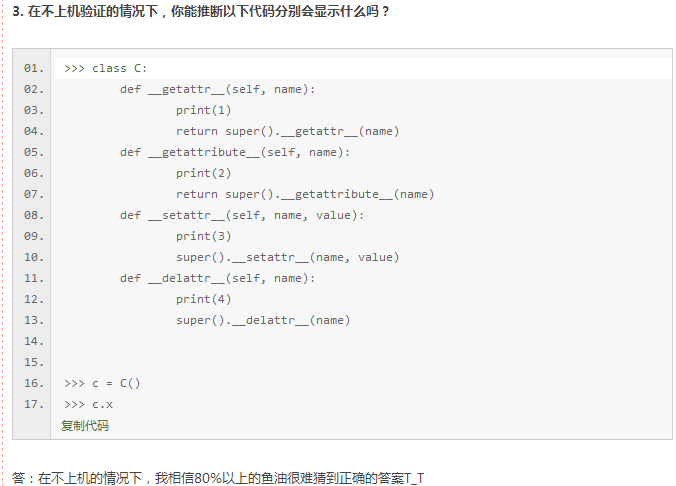 3. 在不上机验证的情况下，你能推断以下代码分别会显示什么吗？
01. >>> class C:
02.         def __getattr__(self, name):
03.                 print(1)
04.                 return super().__getattr__(name)
05.         def __getattribute__(self, name):
06.                 print(2)
07.                 return super().__getattribute__(name)
08.         def __setattr__(self, name, value):
09.                 print(3)
10.                 super().__setattr__(name, value)
11.         def __delattr__(self, name):
12.                 print(4)
13.                 super().__delattr__(name)
14.
15.
16. >>> c = C()
17. >>> c.x
复制代码
答：在不上机的情况下，我相信80%以上的鱼油很难猜到正确的答案T_T